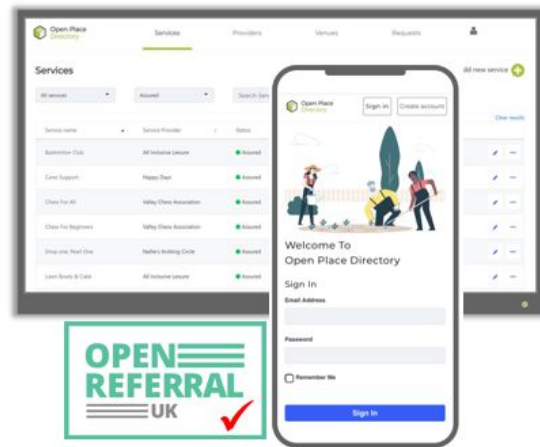 Open Place
Directory
Services
Providers
Venues
Requests
Services
dd new service
All services
Assured
Search Serv
Clear results
Service name
Service Provider
Status
Badminton Club
All Inclusive Leisure
Assured
Carer Support
Happy Days
Assured
Chess For All
Valley Chess Association
Assured
Chess For Beginners
Valley Chess Association
Assured
Drop one, Pearl One
Nellie's Knitting Circle
Assured
Lawn Bowls & Cake
All Inclusive Leisure
Assured
Open Place
Directory
Sign in
Create account
Welcome To
Open Place Directory
Sign In
Email Address
Password
Remember Me
Sign In
OPEN
REFERRAL
UK